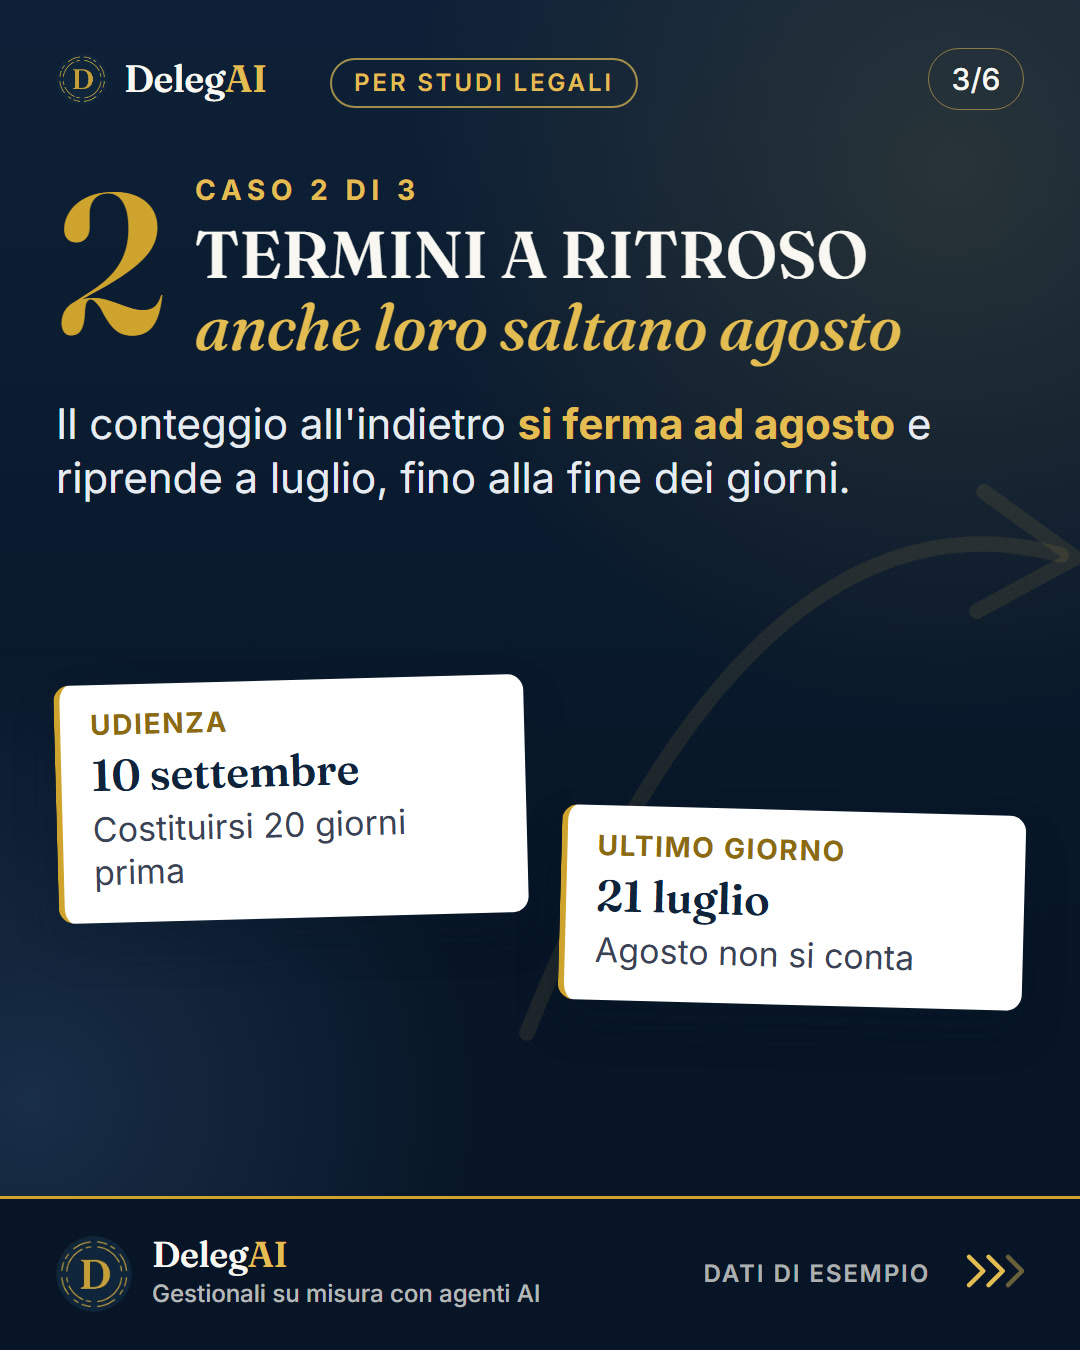 D DelegAI
PER STUDI LEGALI
3/6
2
CASO 2 DI 3
TERMINI A RITROSO
anche loro saltano agosto
Il conteggio all'indietro si ferma ad agosto e
riprende a luglio, fino alla fine dei giorni.
UDIENZA
10 settembre
Costituirsi 20 giorni
prima
ULTIMO GIORNO
21 luglio
Agosto non si conta
D DelegAI
Gestionali su misura con agenti AI
DATI DI ESEMPIO